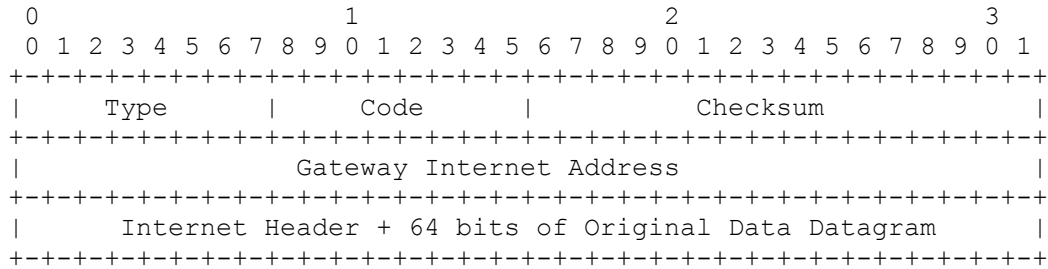 0                   1                   2                   3
 0 1 2 3 4 5 6 7 8 9 0 1 2 3 4 5 6 7 8 9 0 1 2 3 4 5 6 7 8 9 0 1
+-+-+-+-+-+-+-+-+-+-+-+-+-+-+-+-+-+-+-+-+-+-+-+-+-+-+-+-+-+-+-+-+
|     Type      |     Code      |          Checksum             |
+-+-+-+-+-+-+-+-+-+-+-+-+-+-+-+-+-+-+-+-+-+-+-+-+-+-+-+-+-+-+-+-+
|                 Gateway Internet Address                      |
+-+-+-+-+-+-+-+-+-+-+-+-+-+-+-+-+-+-+-+-+-+-+-+-+-+-+-+-+-+-+-+-+
|      Internet Header + 64 bits of Original Data Datagram      |
+-+-+-+-+-+-+-+-+-+-+-+-+-+-+-+-+-+-+-+-+-+-+-+-+-+-+-+-+-+-+-+-+